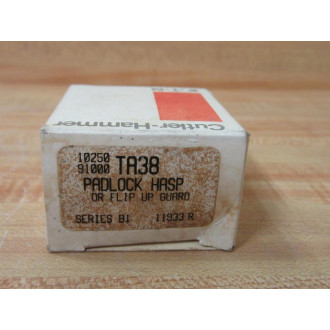 Cutler-Hammer
10250
91000 TA38
PADLOCK HASP
OR FLIP UP GUARD
SERIES B1 11933 R